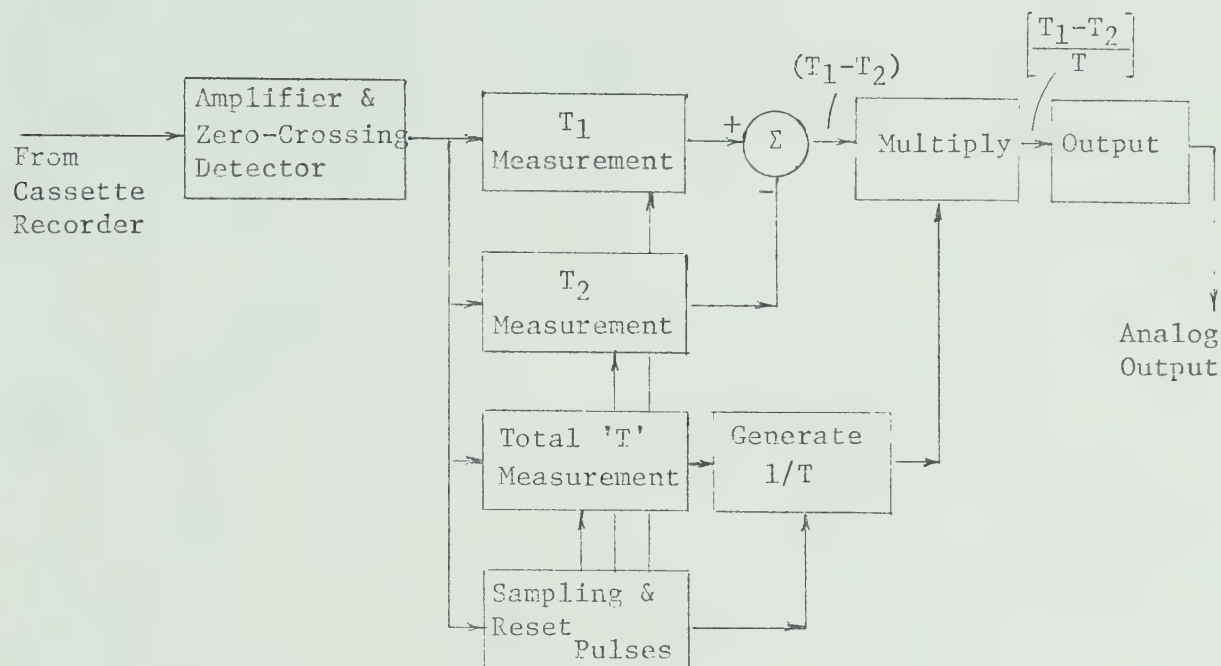 From
Cassette
Recorder
Amplifier &
Zero-Crossing
Detector
T1
Measurement
T2
Measurement
Total 'T'
Measurement
Sampling &
Reset
Pulses
Generate
1/T
+
Σ
-
(T1-T2)
Multiply
[T1-T2
T]
Output
Analog
Output